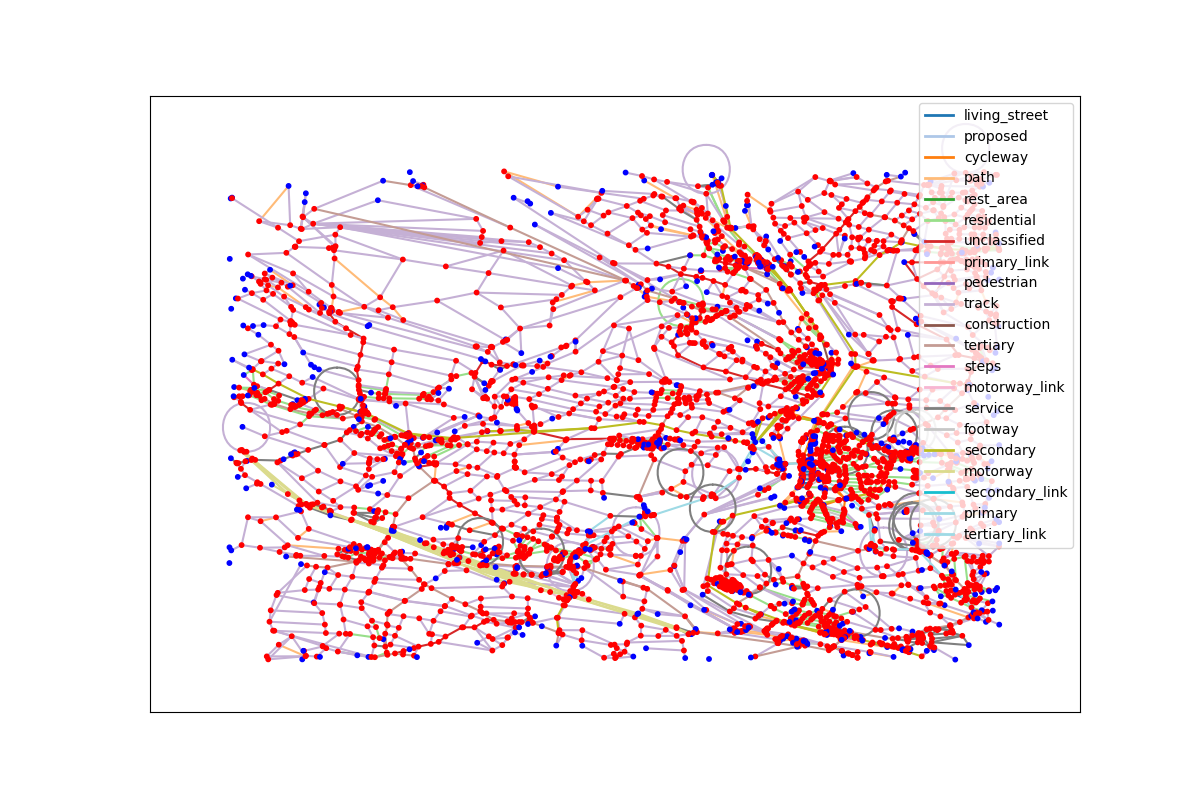 living_street
proposed
cycleway
path
rest_area
residential
unclassified
primary_link
pedestrian
track
construction
tertiary
steps
motorway_link
service
footway
secondary
motorway
secondary_link
primary
tertiary_link